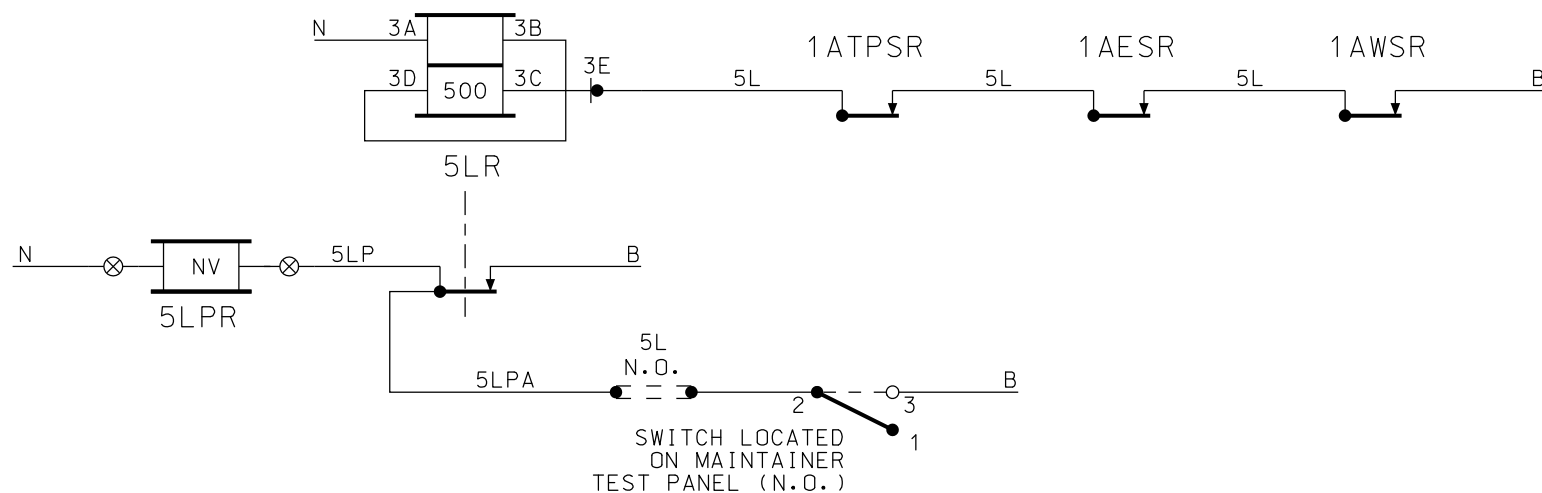 N 3A 3B
3D 500 3C 3E 5L 1ATPSR 5L 1AESR 5L 1AWSR B
5LR
N NV 5LP B
5LPR
5L
N.O.
5LPA 2 3 B
1
SWITCH LOCATED
ON MAINTAINER
TEST PANEL (N.O.)